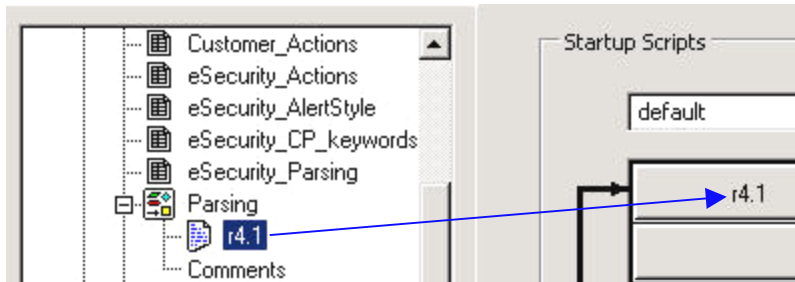 Customer_Actions
eSecurity_Actions
eSecurity_AlertStyle
eSecurity_CP_keywords
eSecurity_Parsing
Parsing
r4.1
Comments
Startup Scripts
default
r4.1